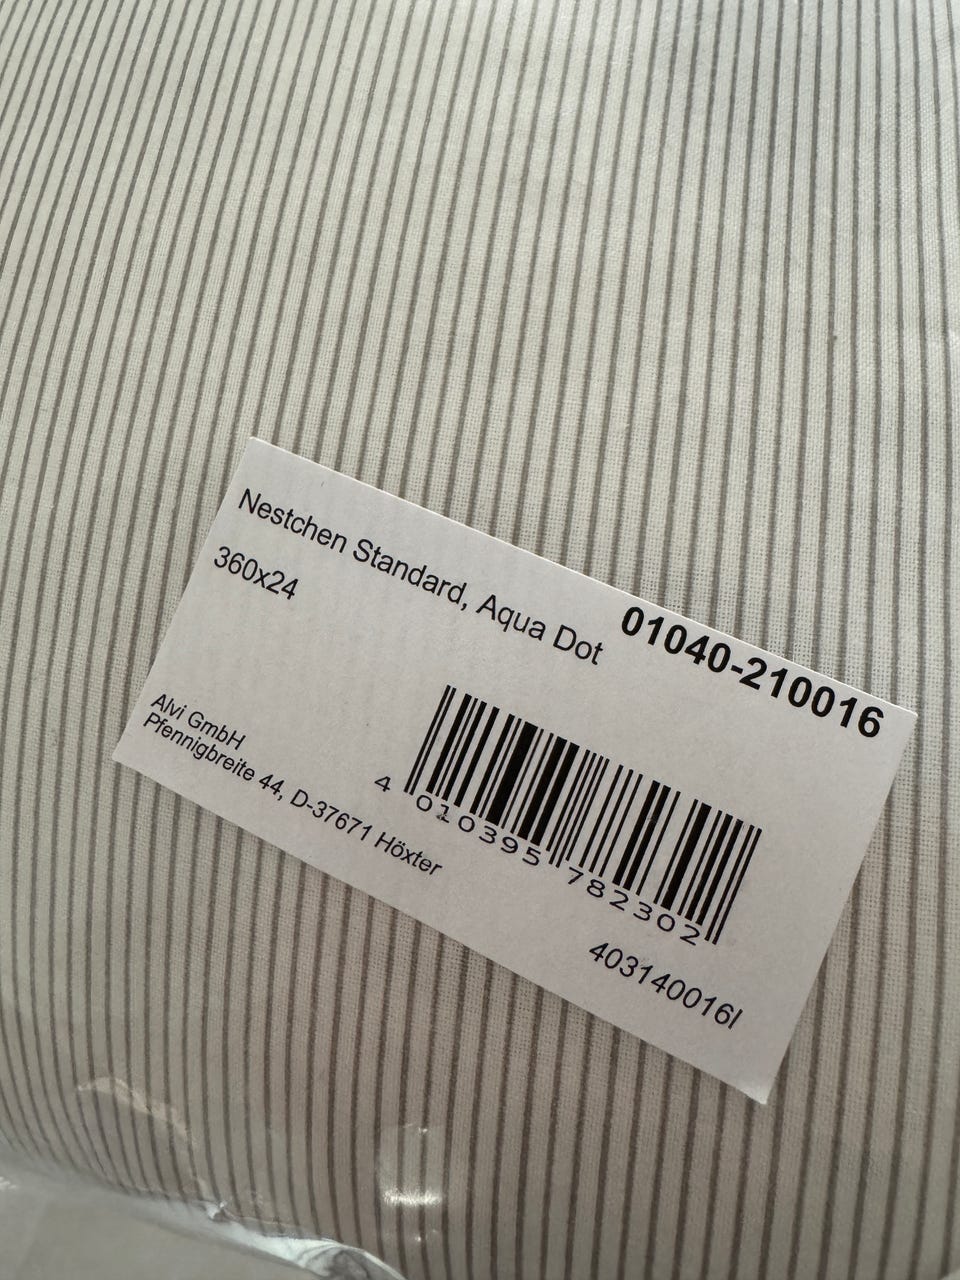 Nestchen Standard, Aqua Dot
360x24
01040-210016
Alvi GmbH
Pfennigbreite 44, D-37671 Höxter
4 010395 782302
403140016I